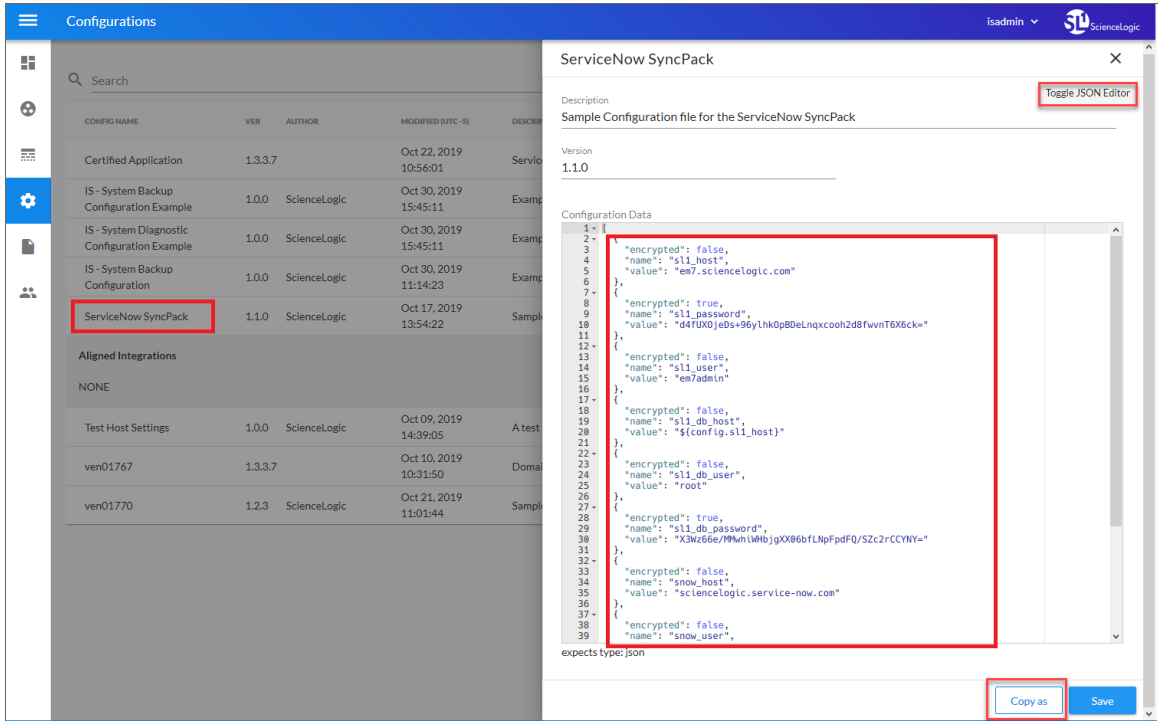 Configurations
isadmin
SL1 ScienceLogic
Search
CONFIG NAME VER AUTHOR MODIFIED (UTC -5) DESCRIP
Certified Application 1.3.3.7 Oct 22, 2019 10:56:01 Service
IS - System Backup Configuration Example 1.0.0 ScienceLogic Oct 30, 2019 15:45:11 Examp
IS - System Diagnostic Configuration Example 1.0.0 ScienceLogic Oct 30, 2019 15:45:11 Examp
IS - System Backup Configuration 1.0.0 ScienceLogic Oct 30, 2019 11:14:23 Examp
ServiceNow SyncPack 1.1.0 ScienceLogic Oct 17, 2019 13:54:22 Sample
Aligned Integrations
NONE
Test Host Settings 1.0.0 ScienceLogic Oct 09, 2019 14:39:05 A test
ven01767 1.3.3.7 Oct 10, 2019 10:31:50 Domai
ven01770 1.2.3 ScienceLogic Oct 21, 2019 11:01:44 Sample
ServiceNow SyncPack
Toggle JSON Editor
Description
Sample Configuration file for the ServiceNow SyncPack
Version
1.1.0
Configuration Data
1 [
2 {
3 "encrypted": false,
4 "name": "sl1_host",
5 "value": "em7.sciencelogic.com"
6 },
7 {
8 "encrypted": true,
9 "name": "sl1_password",
10 "value": "d4fUXOjeDs+96ylhkOpBDeLnqxcooh2d8fwvnT6X6ck="
11 },
12 {
13 "encrypted": false,
14 "name": "sl1_user",
15 "value": "em7admin"
16 },
17 {
18 "encrypted": false,
19 "name": "sl1_db_host",
20 "value": "${config.sl1_host}"
21 },
22 {
23 "encrypted": false,
24 "name": "sl1_db_user",
25 "value": "root"
26 },
27 {
28 "encrypted": true,
29 "name": "sl1_db_password",
30 "value": "X3Wz66e/MMwhiWHbjgXX06bfLNpFpdFQ/SZc2rCCYNY="
31 },
32 {
33 "encrypted": false,
34 "name": "snow_host",
35 "value": "sciencelogic.service-now.com"
36 },
37 {
38 "encrypted": false,
39 "name": "snow_user",
expects type: json
Copy as
Save